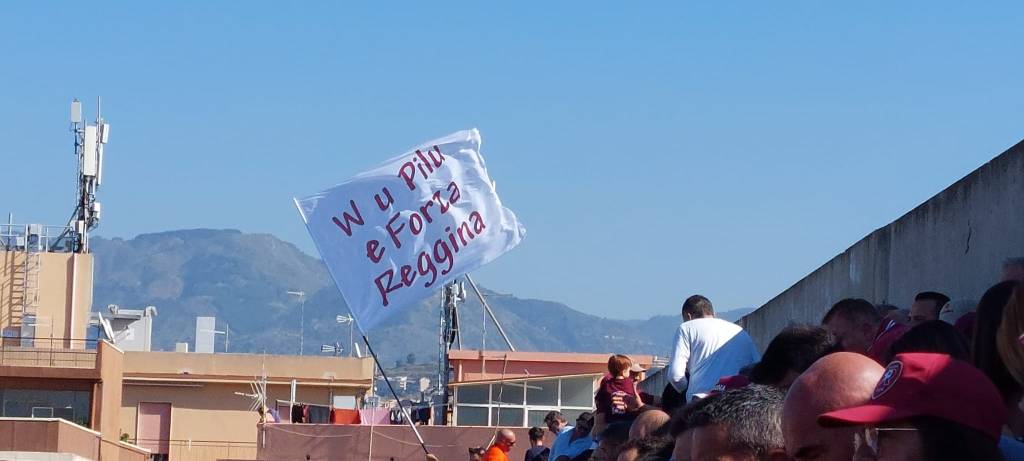 W u Pilu
e ForZa
Reggina